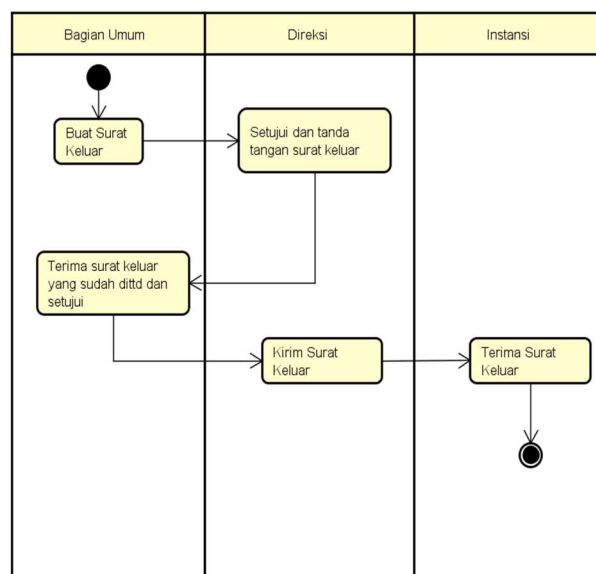 Bagian Umum
Direksi
Instansi
Buat Surat
Keluar
Setujui dan tanda
tangan surat keluar
Terima surat keluar
yang sudah dittd dan
setujui
Kirim Surat
Keluar
Terima Surat
Keluar